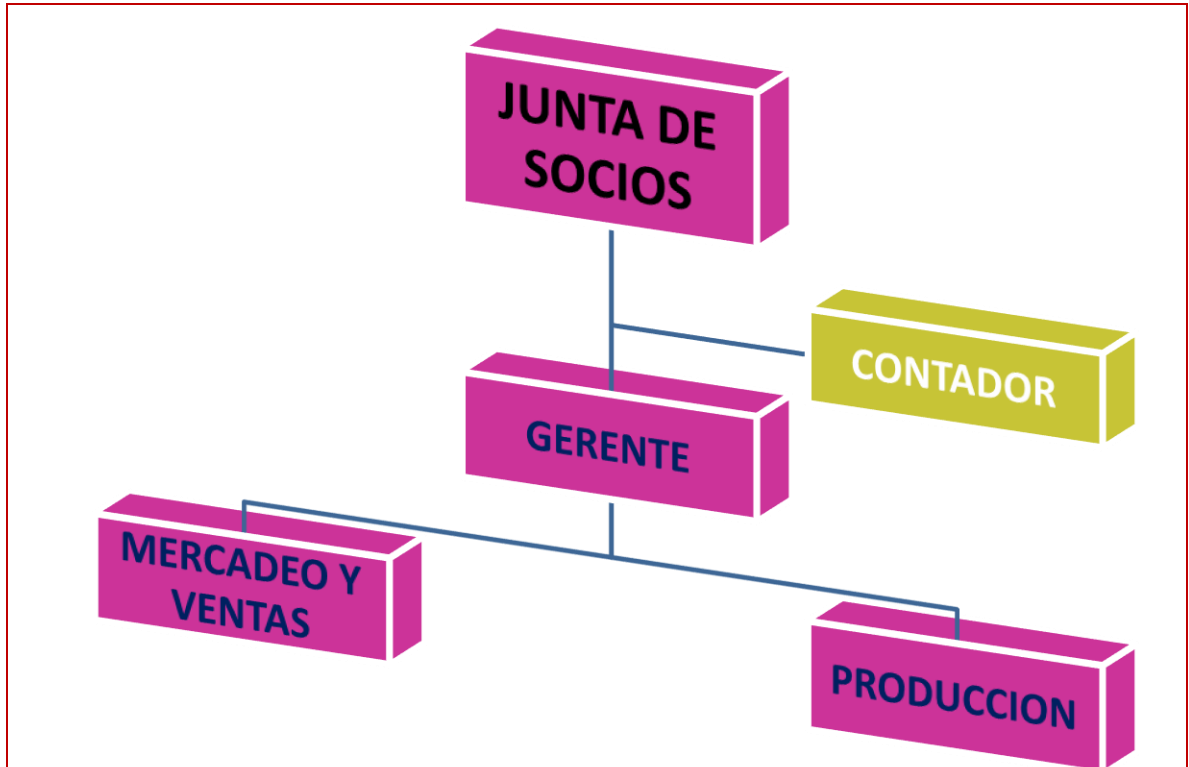 JUNTA DE
SOCIOS
CONTADOR
GERENTE
MERCADEO Y
VENTAS
PRODUCCION